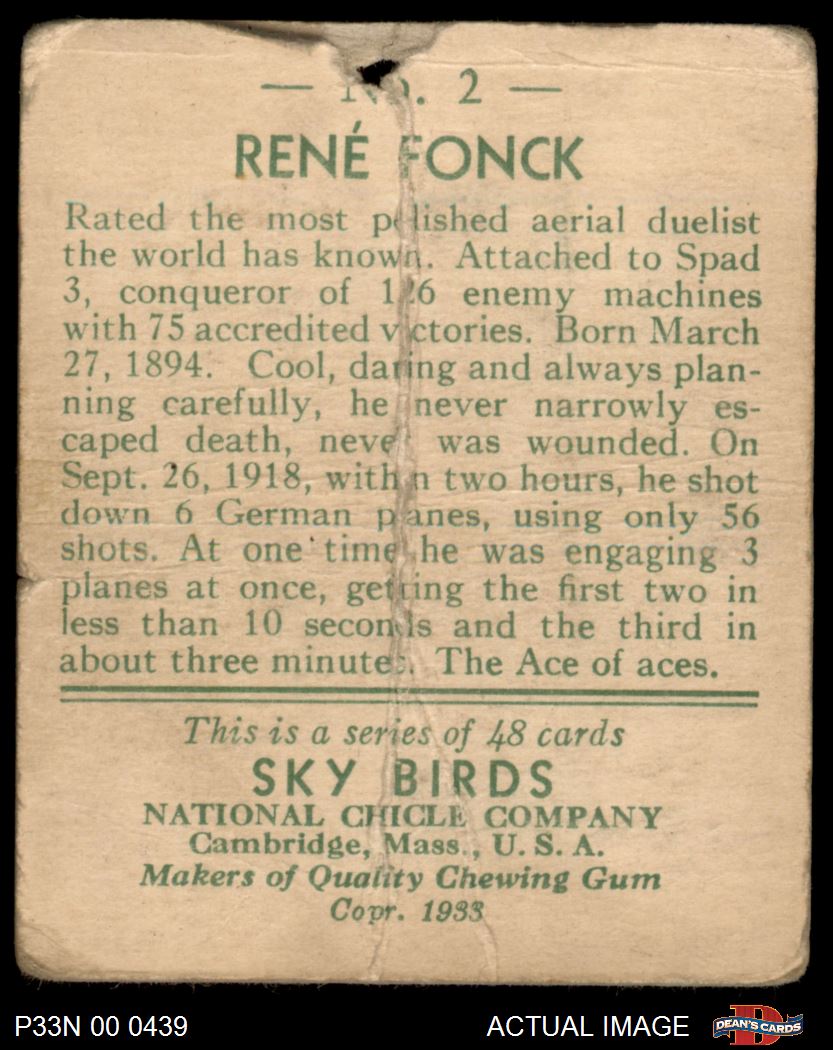 — No. 2 —
RENÉ FONCK
Rated the most polished aerial duelist
the world has known. Attached to Spad
3, conqueror of 126 enemy machines
with 75 accredited victories. Born March
27, 1894. Cool, daring and always plan-
ning carefully, he never narrowly es-
caped death, never was wounded. On
Sept. 26, 1918, within two hours, he shot
down 6 German planes, using only 56
shots. At one time he was engaging 3
planes at once, getting the first two in
less than 10 seconds and the third in
about three minutes. The Ace of aces.
This is a series of 48 cards
SKY BIRDS
NATIONAL CHICLE COMPANY
Cambridge, Mass., U. S. A.
Makers of Quality Chewing Gum
Copr. 1933
P33N 00 0439
ACTUAL IMAGE
DEAN'S CARDS